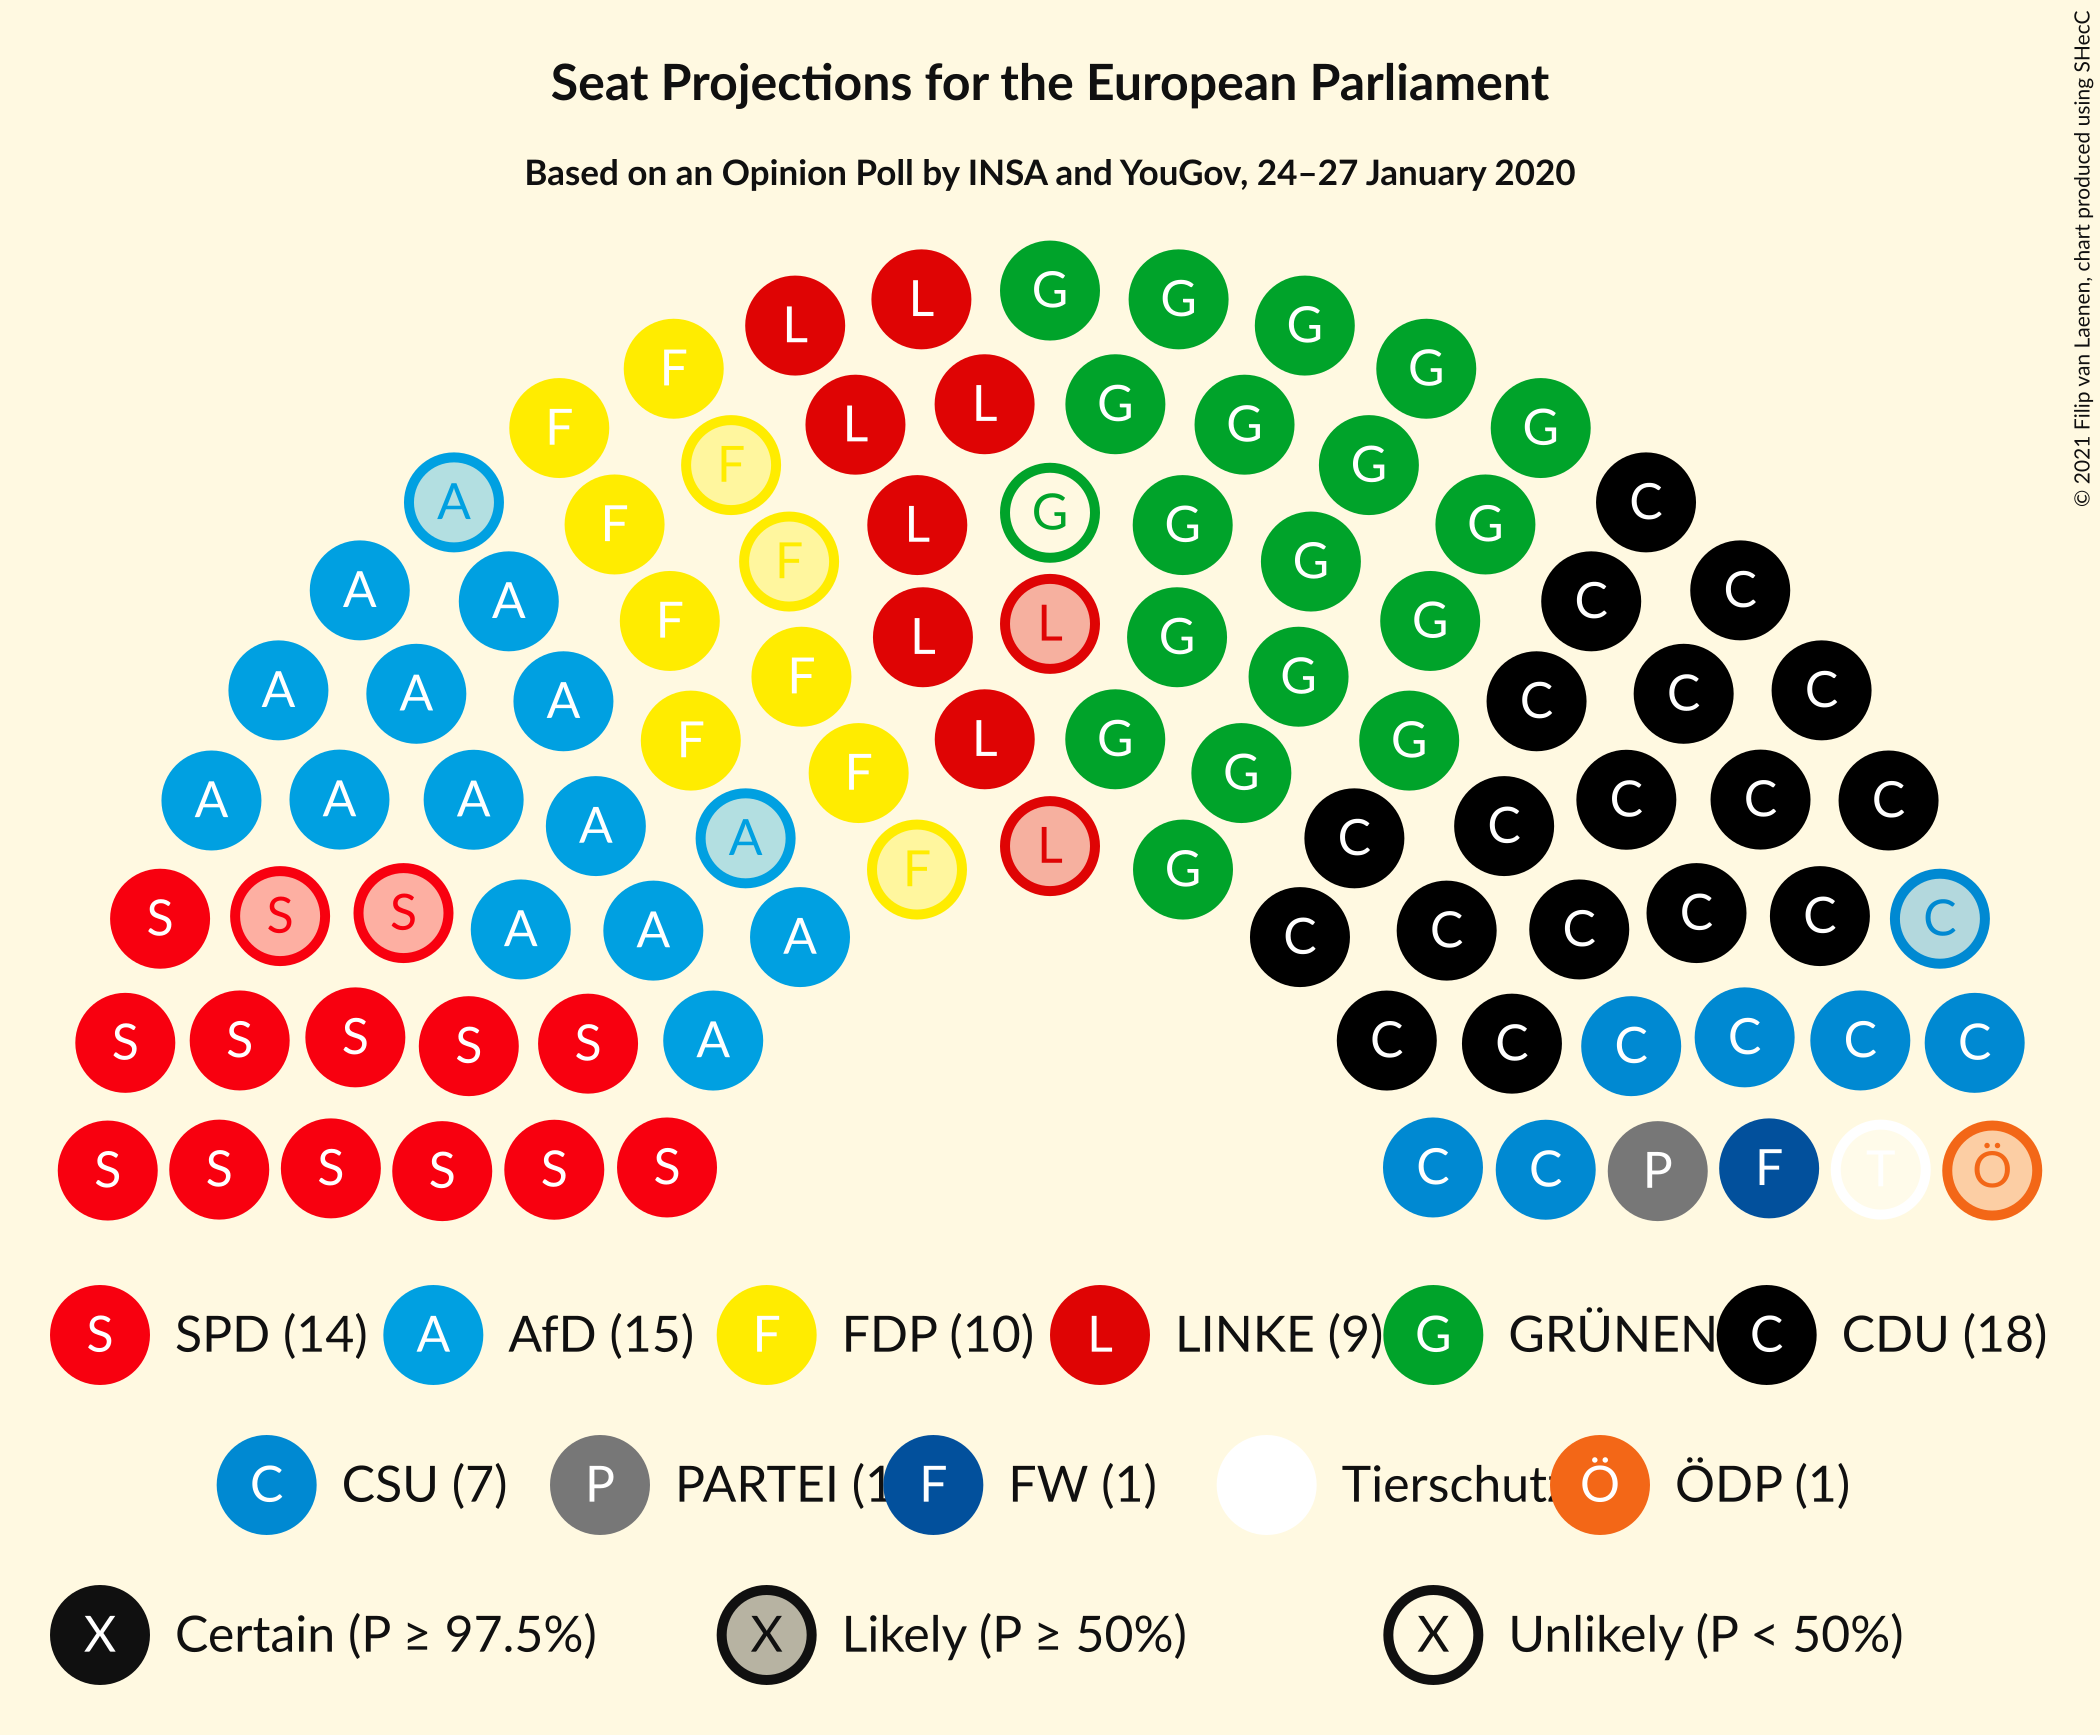 Seat Projections for the European Parliament
Based on an Opinion Poll by INSA and YouGov, 24–27 January 2020
© 2021 Filip van Laenen, chart produced using SHecC
L L G G G
F L L G G G
F F G G
A F F L G G G G C
A A F L L G G G C C
A A A F F L G G G C C C
A A A A A F L G G G C C C C C
S S S A A A F L G C C C C C C
S S S S S A C C C C C C
S S S S S S C C P F T Ö
S SPD (14) A AfD (15) F FDP (10) L LINKE (9) G GRÜNEN C CDU (18)
C CSU (7) P PARTEI (1 F FW (1) Tierschutz Ö ÖDP (1)
X Certain (P ≥ 97.5%) X Likely (P ≥ 50%) X Unlikely (P < 50%)